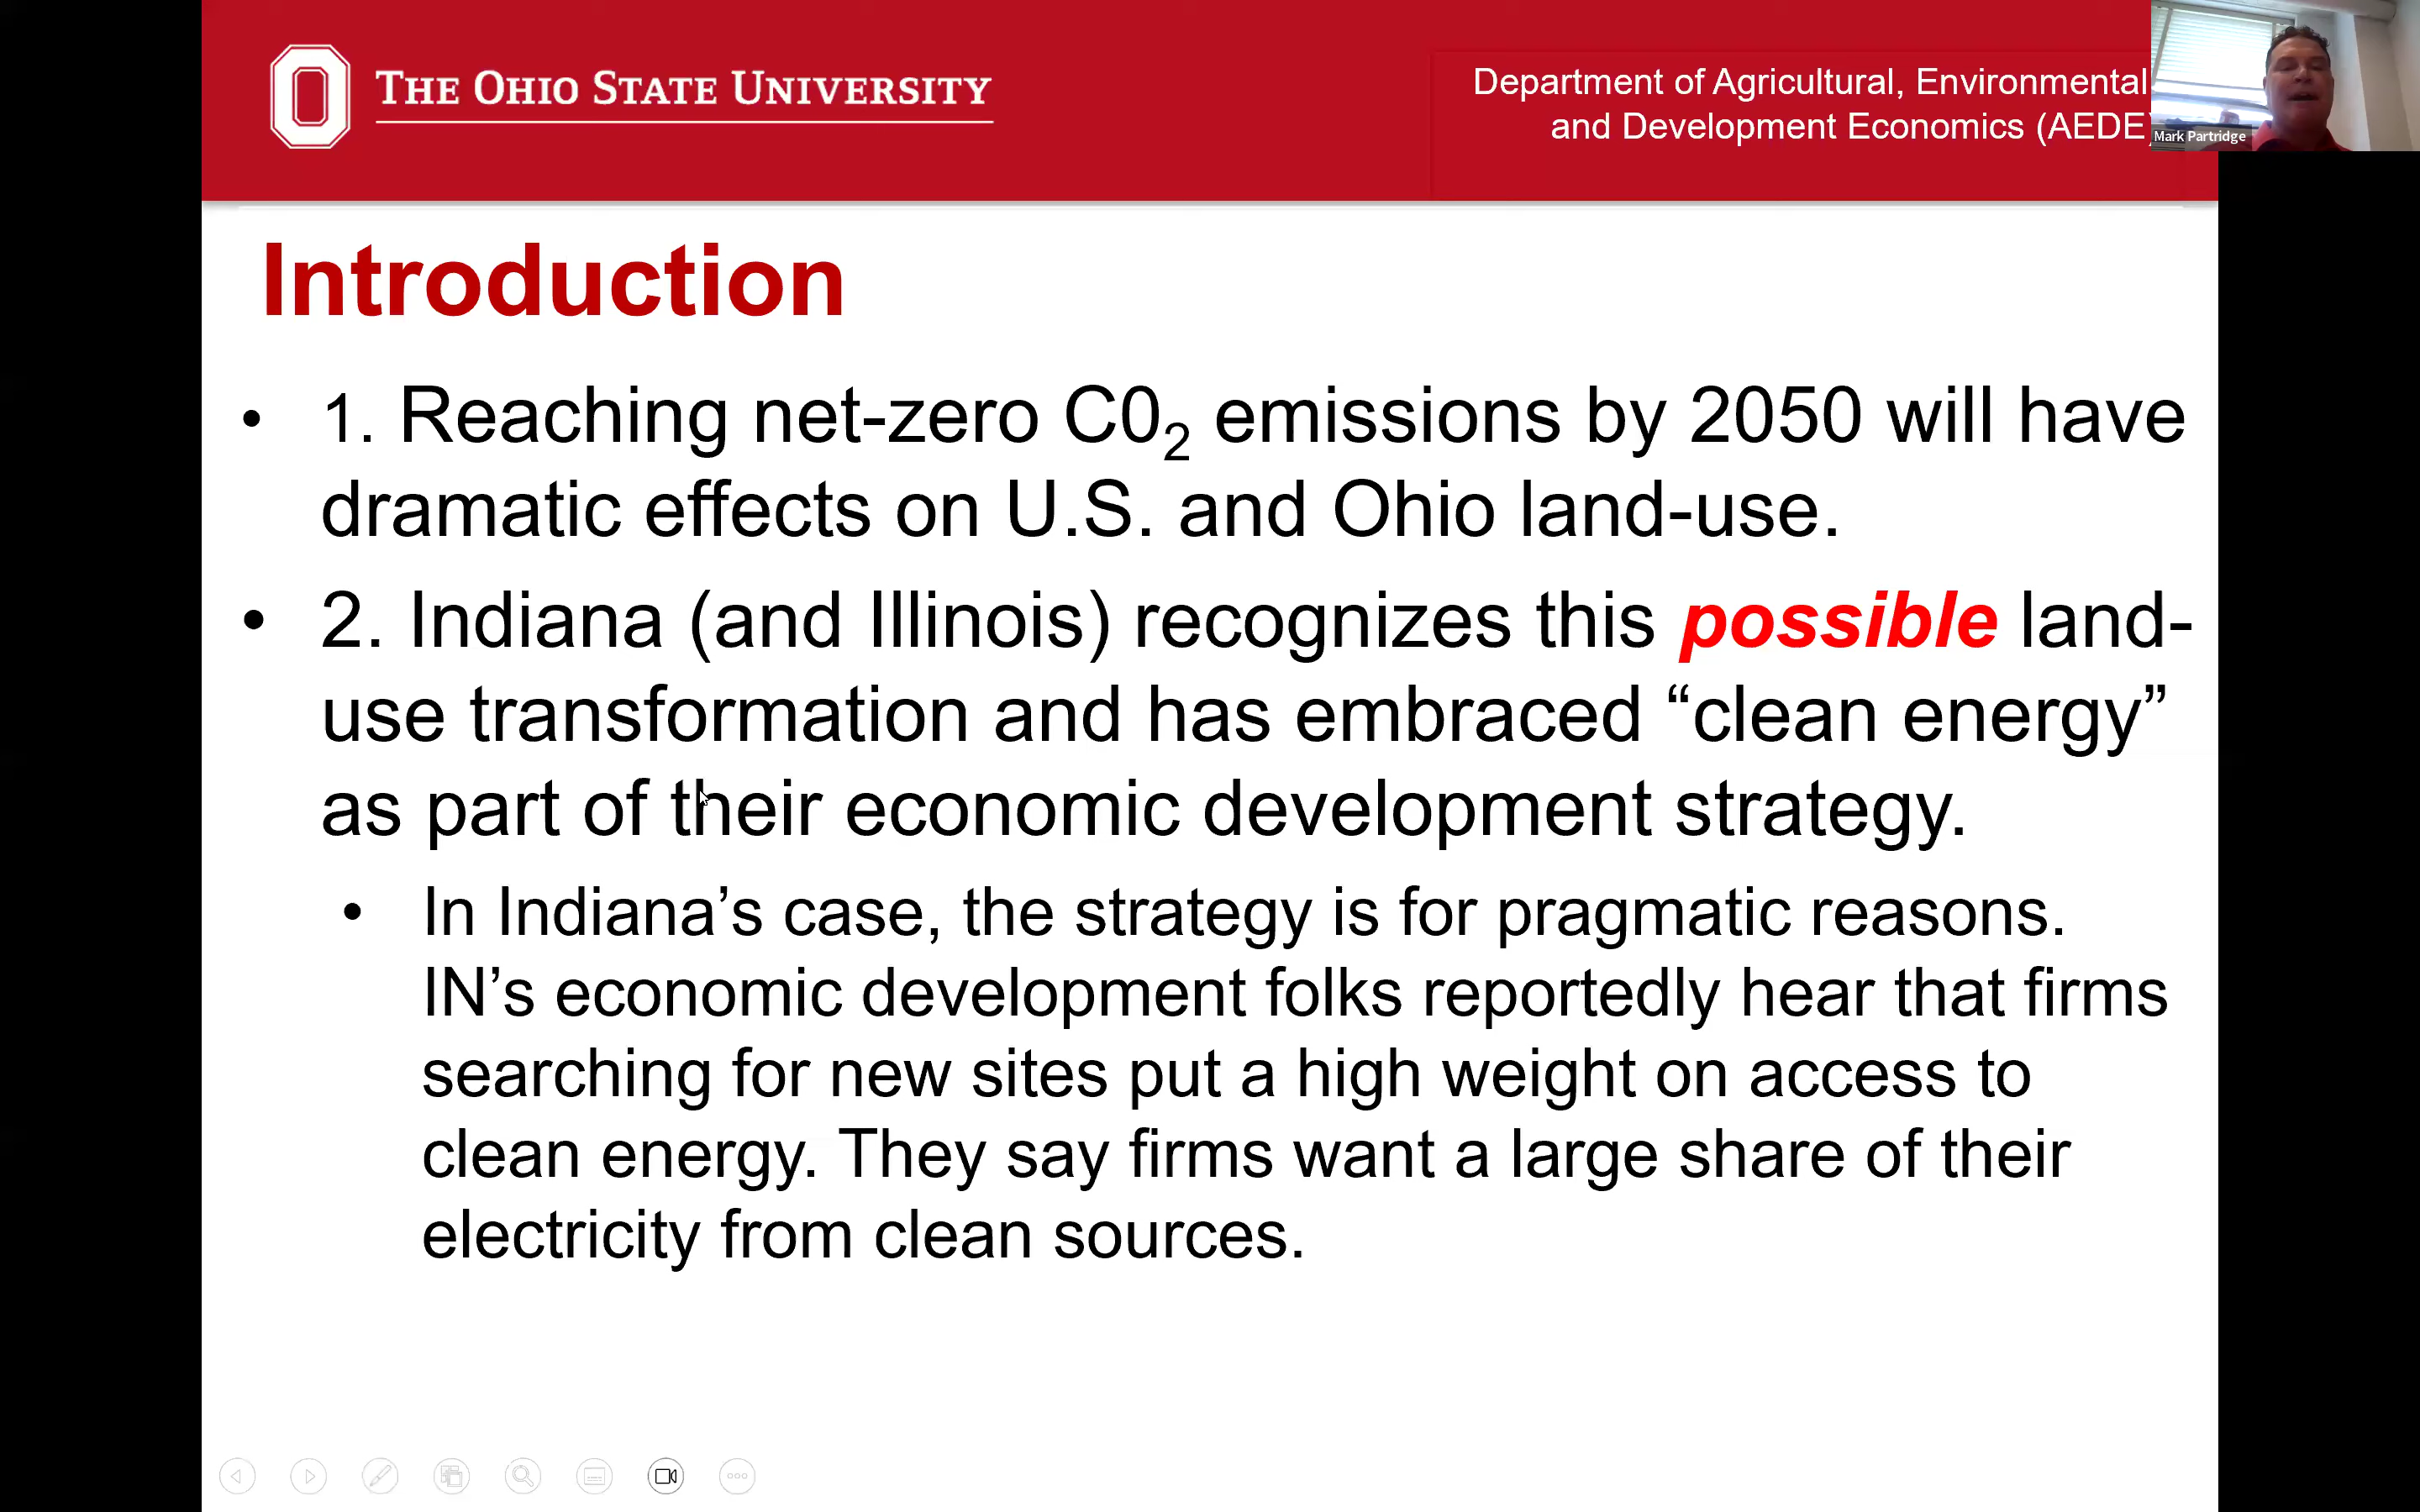 THE OHIO STATE UNIVERSITY
Department of Agricultural, Environmental
and Development Economics (AEDE)
Mark Partridge
Introduction
• 1. Reaching net-zero C0₂ emissions by 2050 will have
dramatic effects on U.S. and Ohio land-use.
• 2. Indiana (and Illinois) recognizes this possible land-
use transformation and has embraced “clean energy”
as part of their economic development strategy.
• In Indiana’s case, the strategy is for pragmatic reasons.
IN’s economic development folks reportedly hear that firms
searching for new sites put a high weight on access to
clean energy. They say firms want a large share of their
electricity from clean sources.